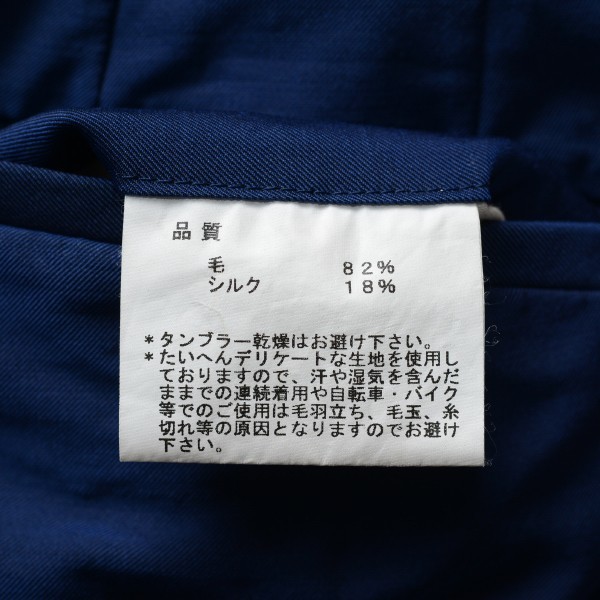 品質
毛 82%
シルク 18%
*タンブラー乾燥はお避け下さい。
*たいへんデリケートな生地を使用し
ておりますので、汗や湿気を含んだ
ままでの連続着用や自転車・バイク
等でのご使用は毛羽立ち、毛玉、糸
切れ等の原因となりますのでお避け
下さい。